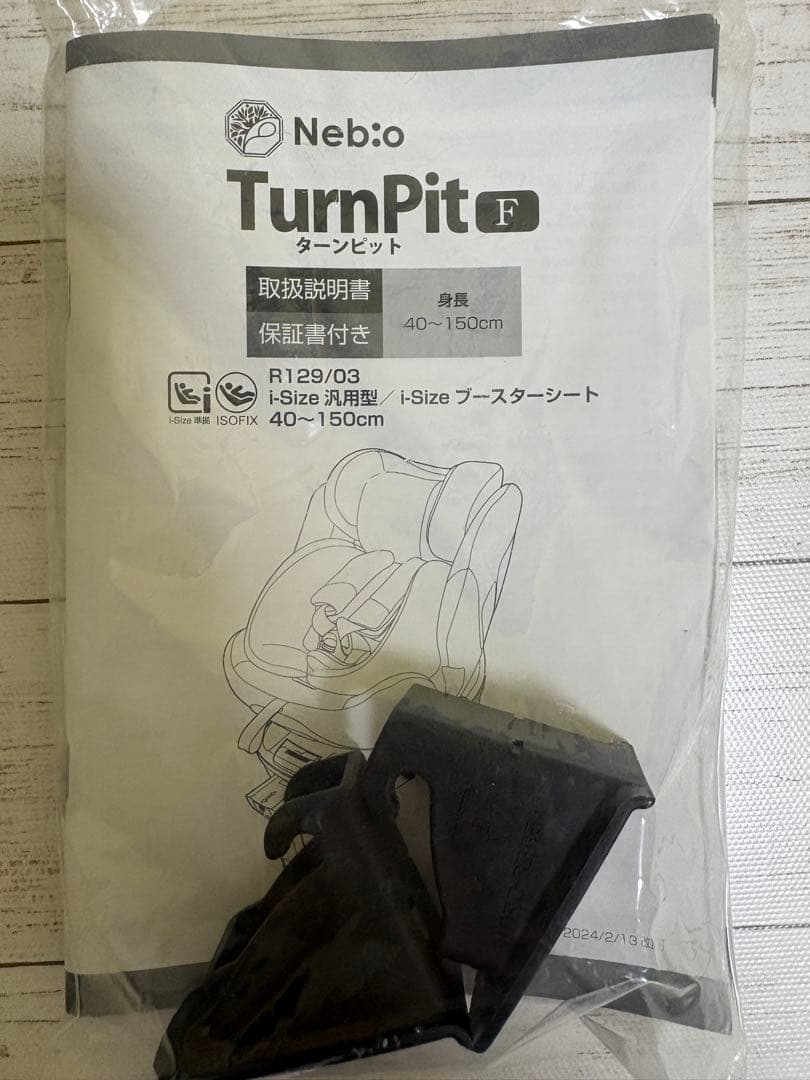 Neb:o
TurnPit F
ターンピット
取扱説明書
保証書付き
身長
40〜150cm
R129/03
i-Size 汎用型／i-Size ブースターシート
40〜150cm
i-Size 準拠 ISOFIX
2024/2/13